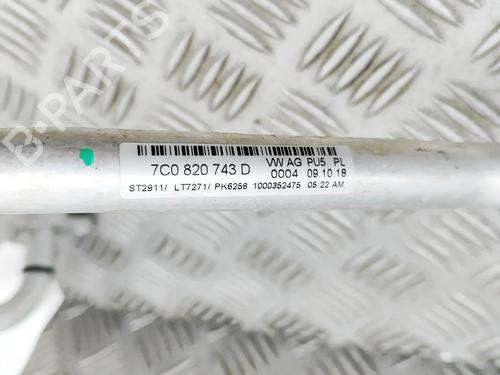 B-Parts
7C0 820 743 D VW AG PU5 PL
0004 09 10 18
ST2911/ LT7271/ PK6258 1000352475 05:22 AM